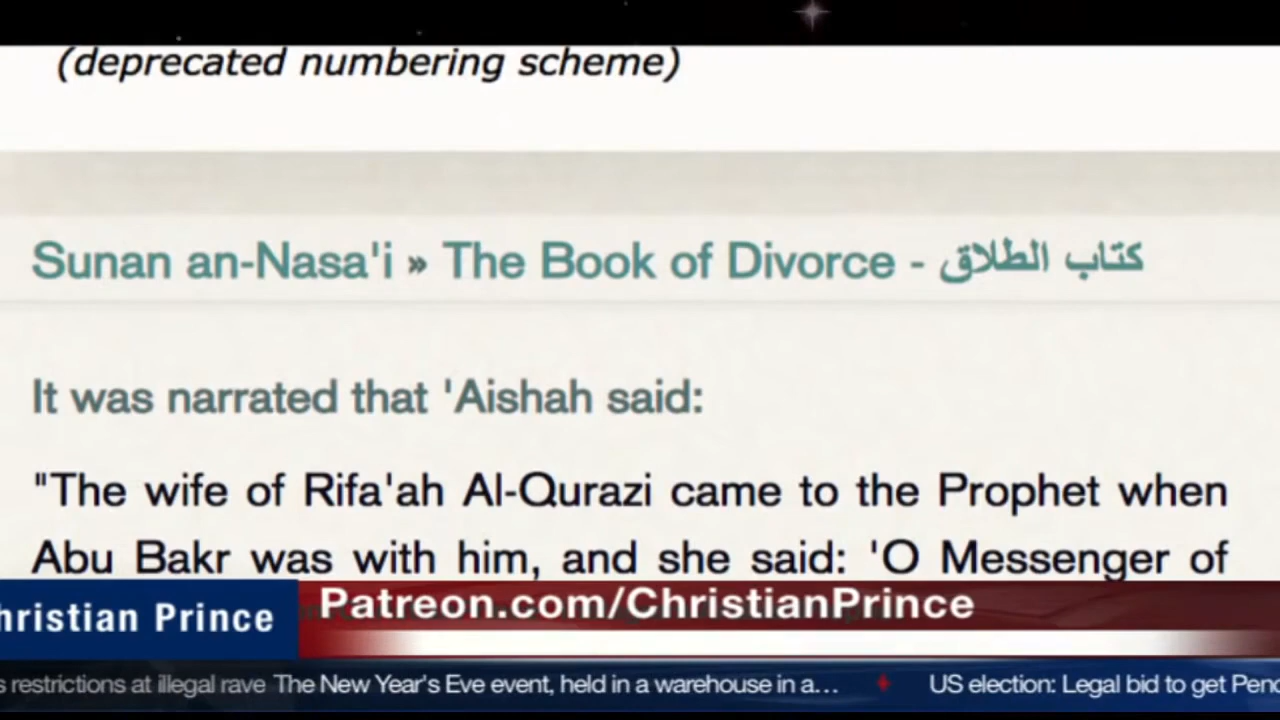 (deprecated numbering scheme)
Sunan an-Nasa'i » The Book of Divorce - كتاب الطلاق
It was narrated that 'Aishah said:
"The wife of Rifa'ah Al-Qurazi came to the Prophet when
Abu Bakr was with him, and she said: 'O Messenger of
hristian Prince
Patreon.com/ChristianPrince
s restrictions at illegal rave The New Year's Eve event, held in a warehouse in a... US election: Legal bid to get Penc